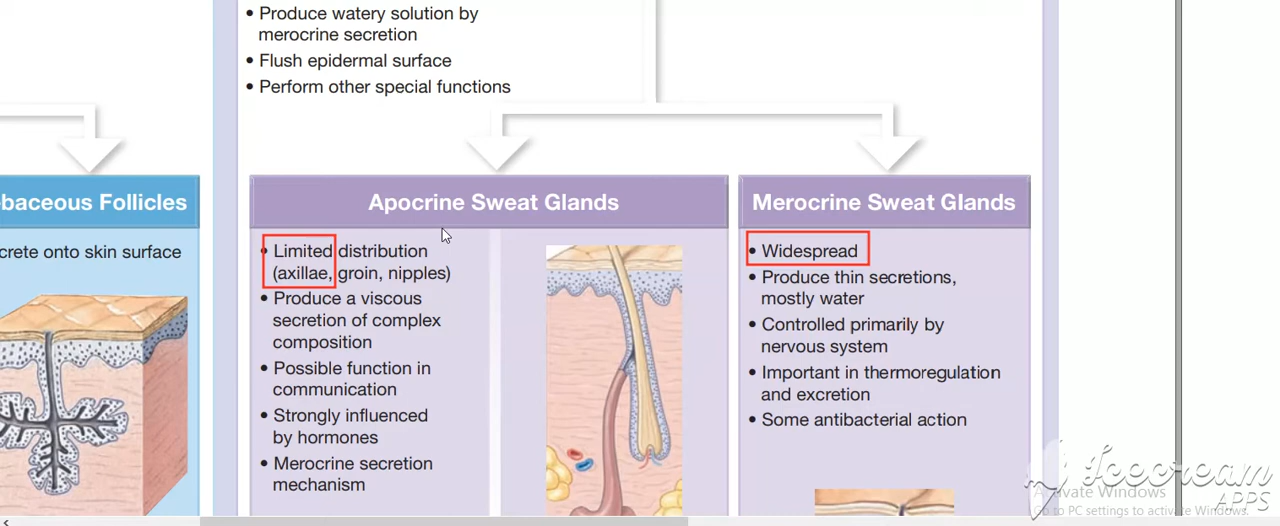 • Produce watery solution by
merocrine secretion
• Flush epidermal surface
• Perform other special functions
baceous Follicles
crete onto skin surface
Apocrine Sweat Glands
• Limited distribution
(axillae, groin, nipples)
• Produce a viscous
secretion of complex
composition
• Possible function in
communication
• Strongly influenced
by hormones
• Merocrine secretion
mechanism
Merocrine Sweat Glands
• Widespread
• Produce thin secretions,
mostly water
• Controlled primarily by
nervous system
• Important in thermoregulation
and excretion
• Some antibacterial action
Icecream
APPS
Activate Windows
Go to PC settings to activate Windows.